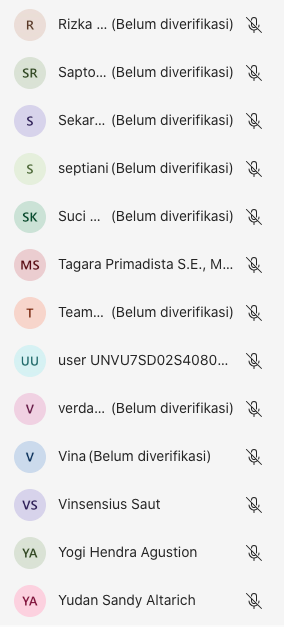 R Rizka ... (Belum diverifikasi)
SR Sapto... (Belum diverifikasi)
S Sekar... (Belum diverifikasi)
S septiani (Belum diverifikasi)
SK Suci ... (Belum diverifikasi)
MS Tagara Primadista S.E., M...
T Team... (Belum diverifikasi)
UU user UNVU7SD02S4080...
V verda... (Belum diverifikasi)
V Vina (Belum diverifikasi)
VS Vinsensius Saut
YA Yogi Hendra Agustion
YA Yudan Sandy Altarich